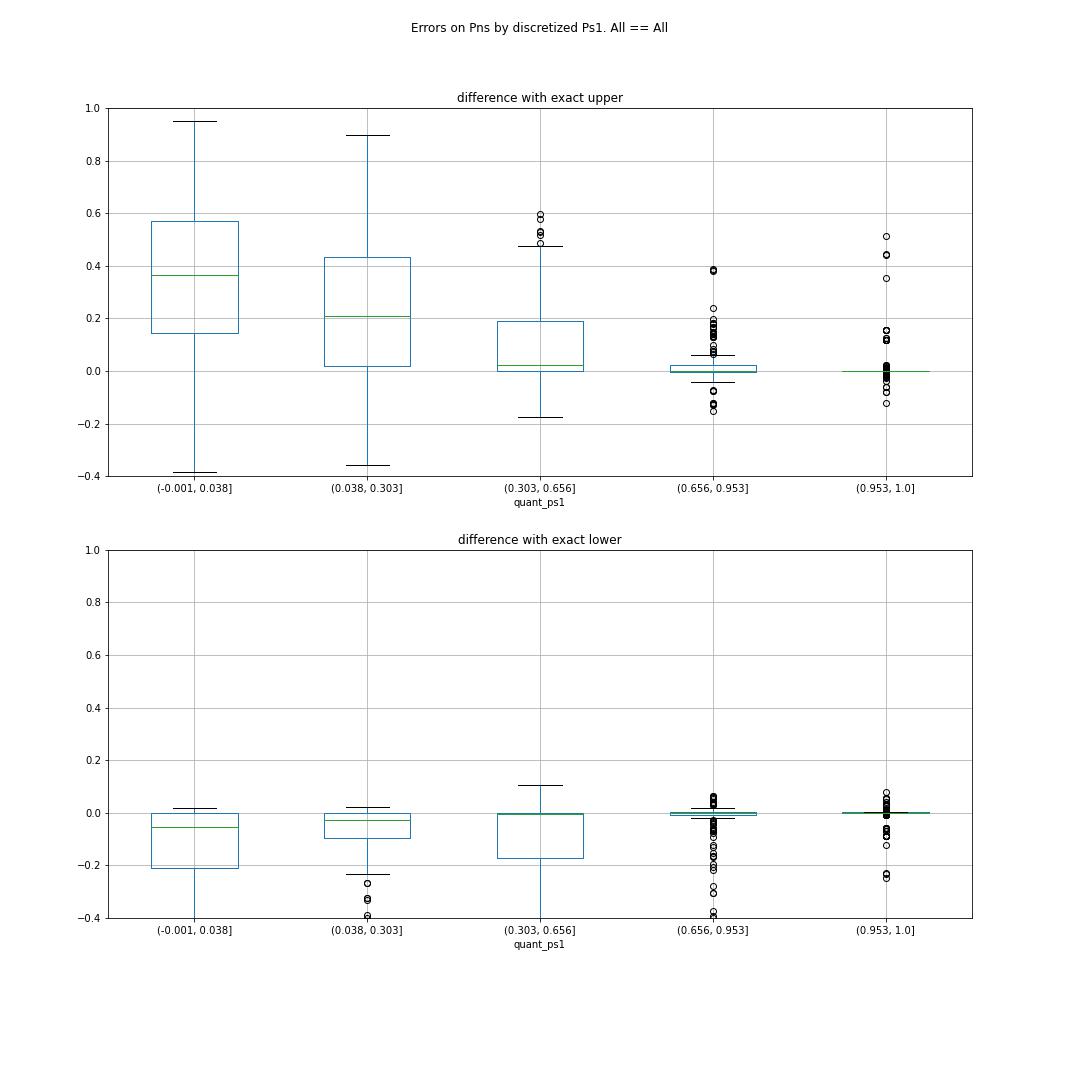 Errors on Pns by discretized Ps1. All == All
difference with exact upper
1.0
0.8
0.6
0.4
0.2
0.0
−0.2
−0.4
(-0.001, 0.038] (0.038, 0.303] (0.303, 0.656] (0.656, 0.953] (0.953, 1.0]
quant_ps1
difference with exact lower
1.0
0.8
0.6
0.4
0.2
0.0
−0.2
−0.4
(-0.001, 0.038] (0.038, 0.303] (0.303, 0.656] (0.656, 0.953] (0.953, 1.0]
quant_ps1